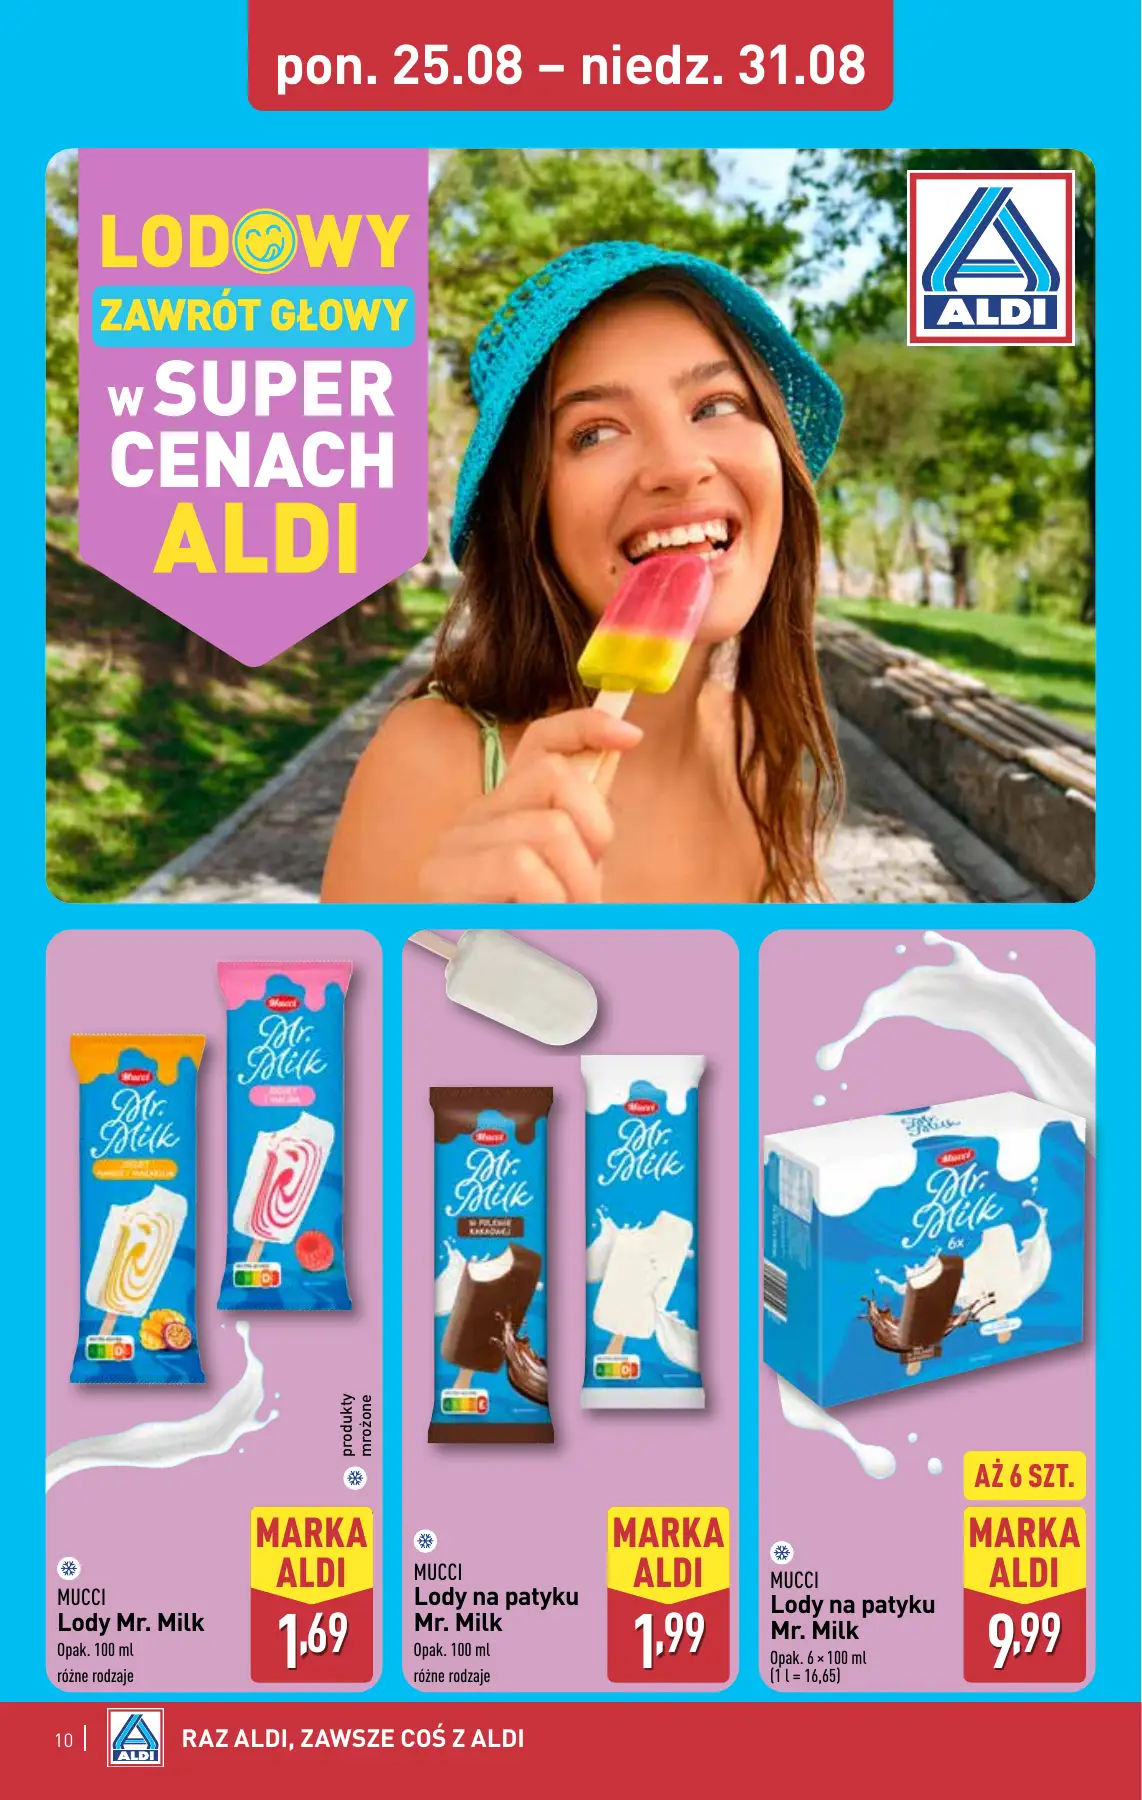 pon. 25.08 – niedz. 31.08
LODOWY
ZAWRÓT GŁOWY
w SUPER
CENACH
ALDI
ALDI
Mucci
Mr.
Milk
Mucci
Mr.
Milk
produkty
mrożone
MUCCI
Lody Mr. Milk
Opak. 100 ml
różne rodzaje
MARKA
ALDI
1,69
Mucci
Mr.
Milk
W POLEWIE
KAKAOWEJ
Mucci
Mr.
Milk
MUCCI
Lody na patyku
Mr. Milk
Opak. 100 ml
różne rodzaje
MARKA
ALDI
1,99
Mr.
Milk
Mucci
Mr.
Milk
6x
AŻ 6 SZT.
MUCCI
Lody na patyku
Mr. Milk
Opak. 6 × 100 ml
(1 l = 16,65)
MARKA
ALDI
9,99
10
ALDI
RAZ ALDI, ZAWSZE COŚ Z ALDI